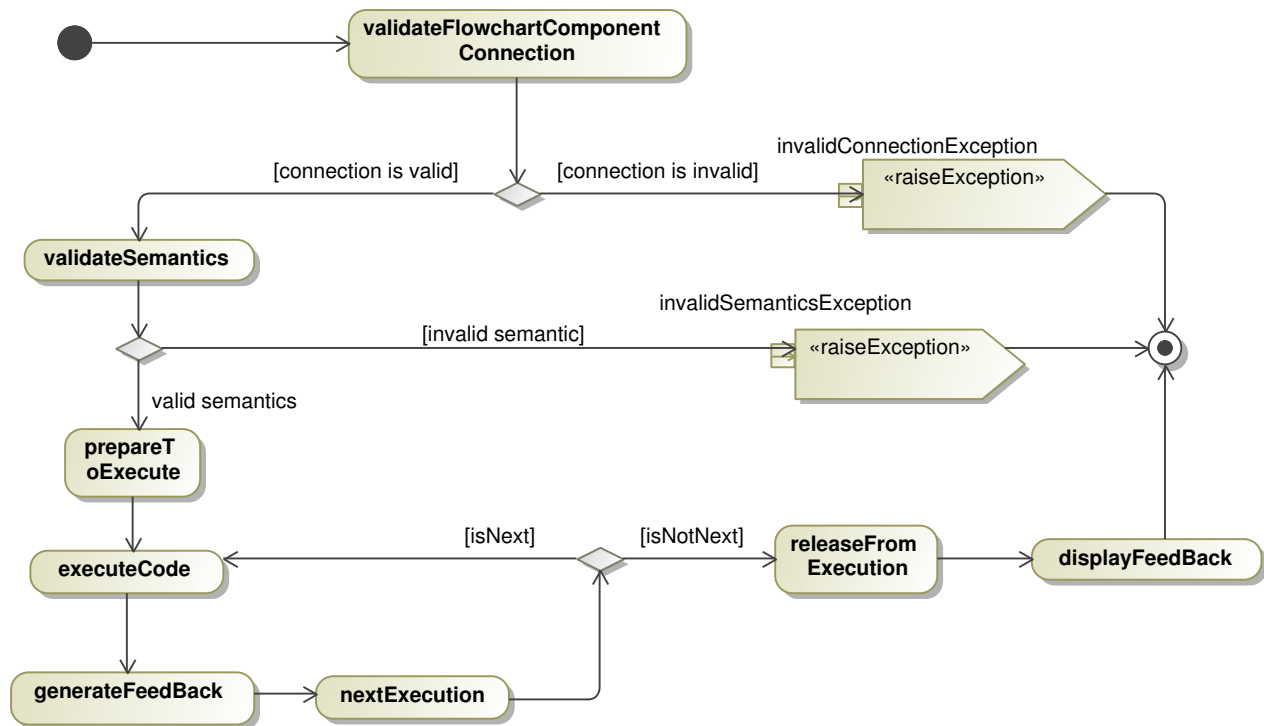 validateFlowchartComponent
Connection
invalidConnectionException
[connection is valid]
[connection is invalid]
«raiseException»
validateSemantics
invalidSemanticsException
[invalid semantic]
«raiseException»
valid semantics
prepareT
oExecute
[isNext]
[isNotNext]
releaseFrom
Execution
executeCode
displayFeedBack
generateFeedBack
nextExecution